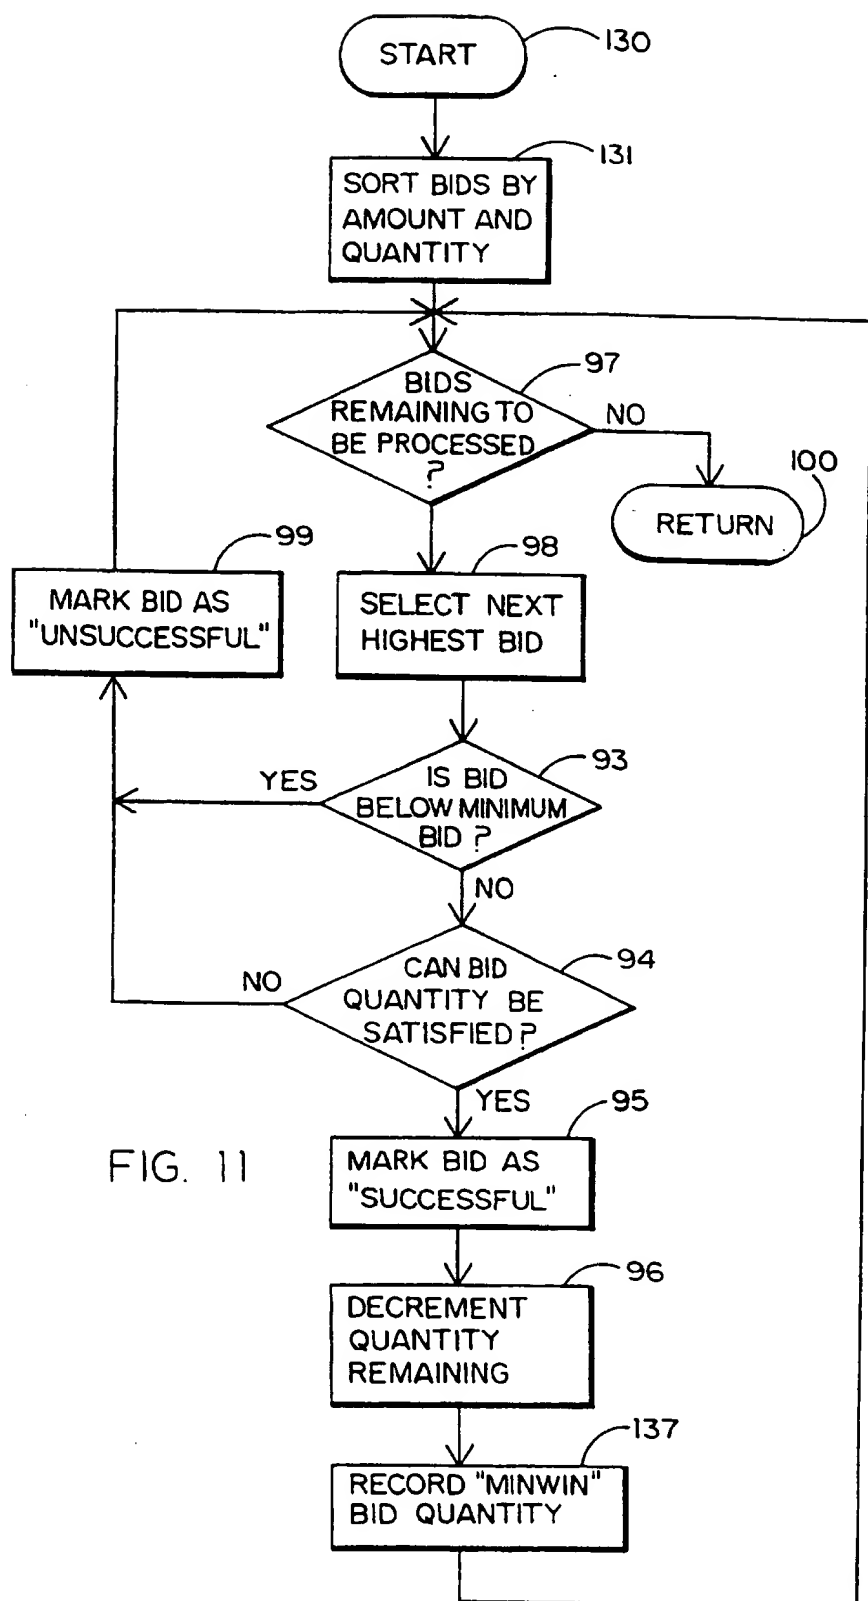 START
130
131
SORT BIDS BY
AMOUNT AND
QUANTITY
97
BIDS
REMAINING TO
BE PROCESSED
?
NO
100
RETURN
99
MARK BID AS
"UNSUCCESSFUL"
98
SELECT NEXT
HIGHEST BID
93
YES
IS BID
BELOW MINIMUM
BID ?
NO
94
NO
CAN BID
QUANTITY BE
SATISFIED?
YES
95
MARK BID AS
"SUCCESSFUL"
FIG. 11
96
DECREMENT
QUANTITY
REMAINING
137
RECORD "MINWIN"
BID QUANTITY